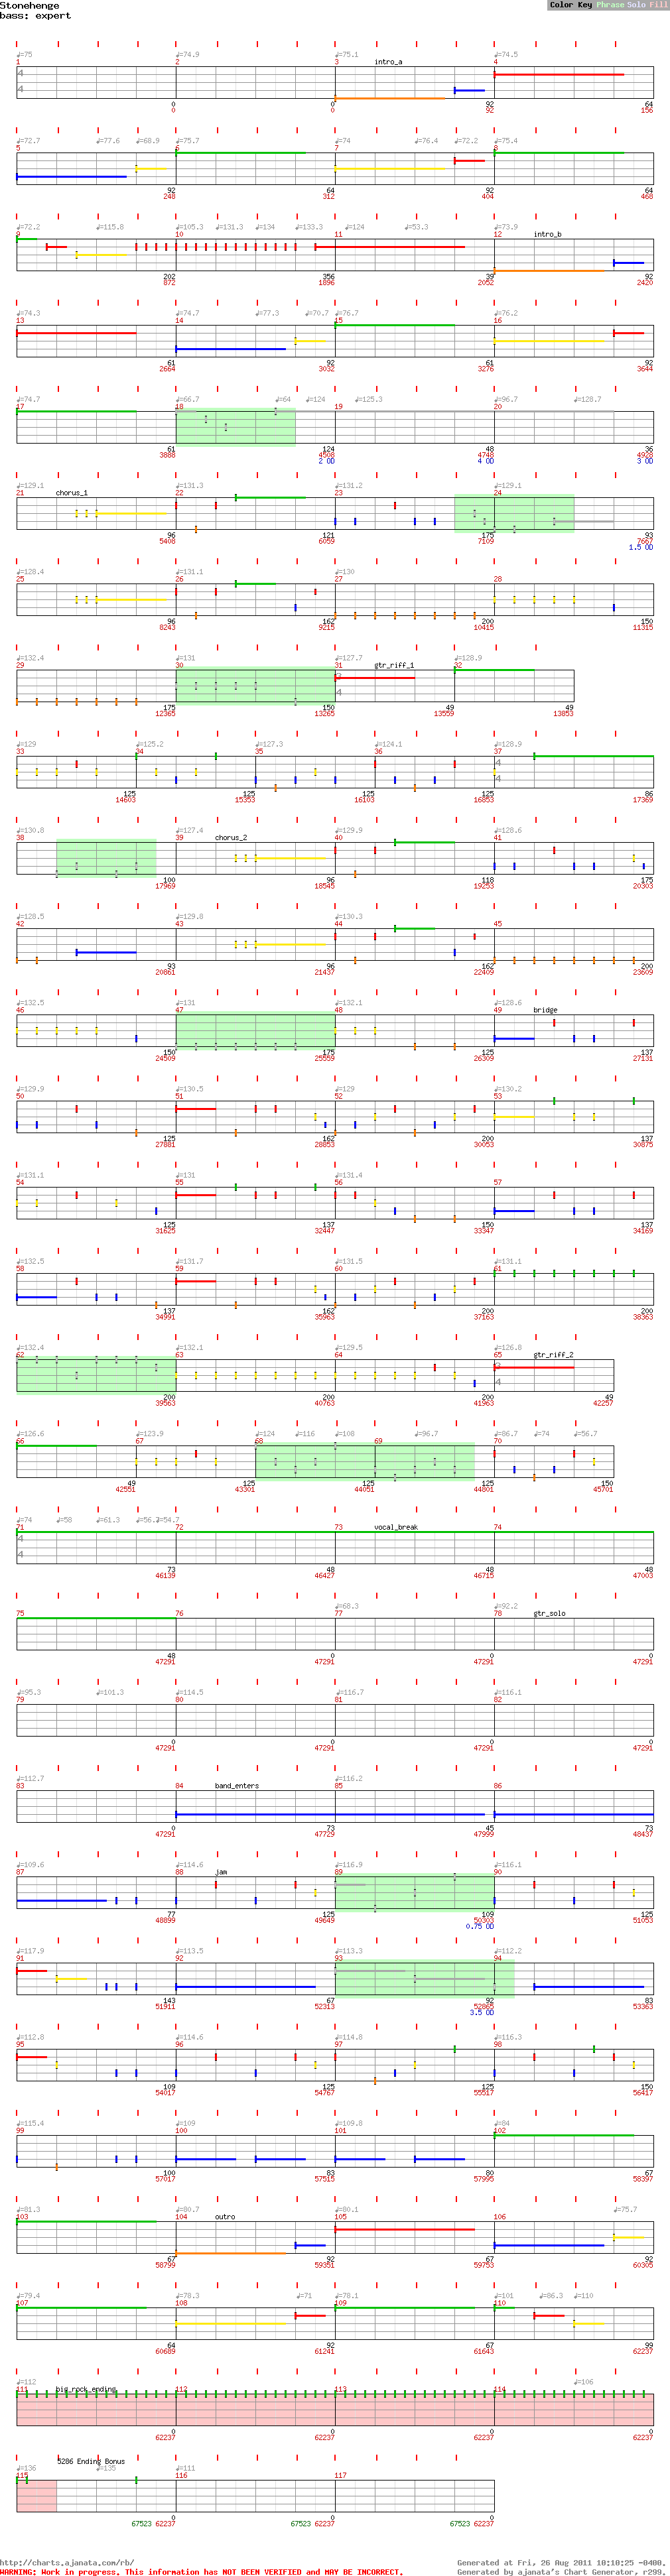 Stonehenge
bass: expert
Color Key Phrase Solo Fill
♩=75 ♩=74.9 ♩=75.1 ♩=74.5
1 2 3 intro_a 4
4
4
0 0 92 64
0 0 92 156
♩=72.7 ♩=77.6 ♩=68.9 ♩=75.7 ♩=74 ♩=76.4 ♩=72.2 ♩=75.4
5 6 7 8
92 64 92 64
248 312 404 468
♩=72.2 ♩=115.8 ♩=105.3 ♩=131.3 ♩=134 ♩=133.3 ♩=124 ♩=53.3 ♩=73.9
9 10 11 12 intro_b
202 356 39 92
872 1896 2052 2420
♩=74.3 ♩=74.7 ♩=77.3 ♩=70.7 ♩=76.7 ♩=76.2
13 14 15 16
61 92 61 92
2664 3032 3276 3644
♩=74.7 ♩=66.7 ♩=64 ♩=124 ♩=125.3 ♩=96.7 ♩=128.7
17 18 19 20
61 124 48 36
3888 4508 4748 4928
2 OD 4 OD 3 OD
♩=129.1 ♩=131.3 ♩=131.2 ♩=129.1
21 chorus_1 22 23 24
96 121 175 93
5408 6059 7109 7667
1.5 OD
♩=128.4 ♩=131.1 ♩=130
25 26 27 28
96 162 200 150
8243 9215 10415 11315
♩=132.4 ♩=131 ♩=127.7 ♩=128.9
29 30 31 gtr_riff_1 32
4
175 150 49 49
12365 13265 13559 13853
♩=129 ♩=125.2 ♩=127.3 ♩=124.1 ♩=128.9
33 34 35 36 37
4
4
125 125 125 125 86
14603 15353 16103 16853 17369
♩=130.8 ♩=127.4 ♩=129.9 ♩=128.6
38 39 chorus_2 40 41
100 96 118 175
17969 18545 19253 20303
♩=128.5 ♩=129.8 ♩=130.3
42 43 44 45
93 96 162 200
20861 21437 22409 23609
♩=132.5 ♩=131 ♩=132.1 ♩=128.6
46 47 48 49 bridge
150 175 125 137
24509 25559 26309 27131
♩=129.9 ♩=130.5 ♩=129 ♩=130.2
50 51 52 53
125 162 200 137
27881 28853 30053 30875
♩=131.1 ♩=131 ♩=131.4
54 55 56 57
125 137 150 137
31625 32447 33347 34169
♩=132.5 ♩=131.7 ♩=131.5 ♩=131.1
58 59 60 61
137 162 200 200
34991 35963 37163 38363
♩=132.4 ♩=132.1 ♩=129.5 ♩=126.8
62 63 64 65 gtr_riff_2
4
200 200 200 49
39563 40763 41963 42257
♩=126.6 ♩=123.9 ♩=124 ♩=116 ♩=108 ♩=96.7 ♩=86.7 ♩=74 ♩=56.7
66 67 68 69 70
49 125 125 125 150
42551 43301 44051 44801 45701
♩=74 ♩=58 ♩=61.3 ♩=54.7
71 72 73 vocal_break 74
4
4
73 48 48 48
46139 46427 46715 47003
♩=68.3 ♩=92.2
75 76 77 78 gtr_solo
48 0 0 0
47291 47291 47291 47291
♩=95.3 ♩=101.3 ♩=114.5 ♩=116.7 ♩=116.1
79 80 81 82
0 0 0 0
47291 47291 47291 47291
♩=112.7 ♩=116.2
83 84 band_enters 85 86
0 73 45 73
47291 47729 47999 48437
♩=109.6 ♩=114.6 ♩=116.9 ♩=116.1
87 88 jam 89 90
77 125 109 125
48899 49649 50303 51053
0.75 OD
♩=117.9 ♩=113.5 ♩=113.3 ♩=112.2
91 92 93 94
143 67 92 83
51911 52313 52865 53363
3.5 OD
♩=112.8 ♩=114.6 ♩=114.8 ♩=116.3
95 96 97 98
109 125 125 150
54017 54767 55517 56417
♩=115.4 ♩=109 ♩=109.8 ♩=84
99 100 101 102
100 83 80 67
57017 57515 57995 58397
♩=81.3 ♩=80.7 ♩=80.1 ♩=75.7
103 104 outro 105 106
67 92 67 92
58799 59351 59753 60305
♩=79.4 ♩=78.3 ♩=71 ♩=78.1 ♩=101 ♩=86.3 ♩=110
107 108 109 110
64 92 67 99
60689 61241 61643 62237
♩=112 ♩=106
111 big_rock_ending 112 113 114
0 0 0 0
62237 62237 62237 62237
5286 Ending Bonus
♩=136 ♩=135 ♩=111
115 116 117
0 0 0
67523 62237 67523 62237 67523 62237
http://charts.ajanata.com/rb/ Generated at Fri, 26 Aug 2011 10:10:25 -0400.
WARNING: Work in progress. This information has NOT BEEN VERIFIED and MAY BE INCORRECT. Generated by ajanata's Chart Generator, r299.